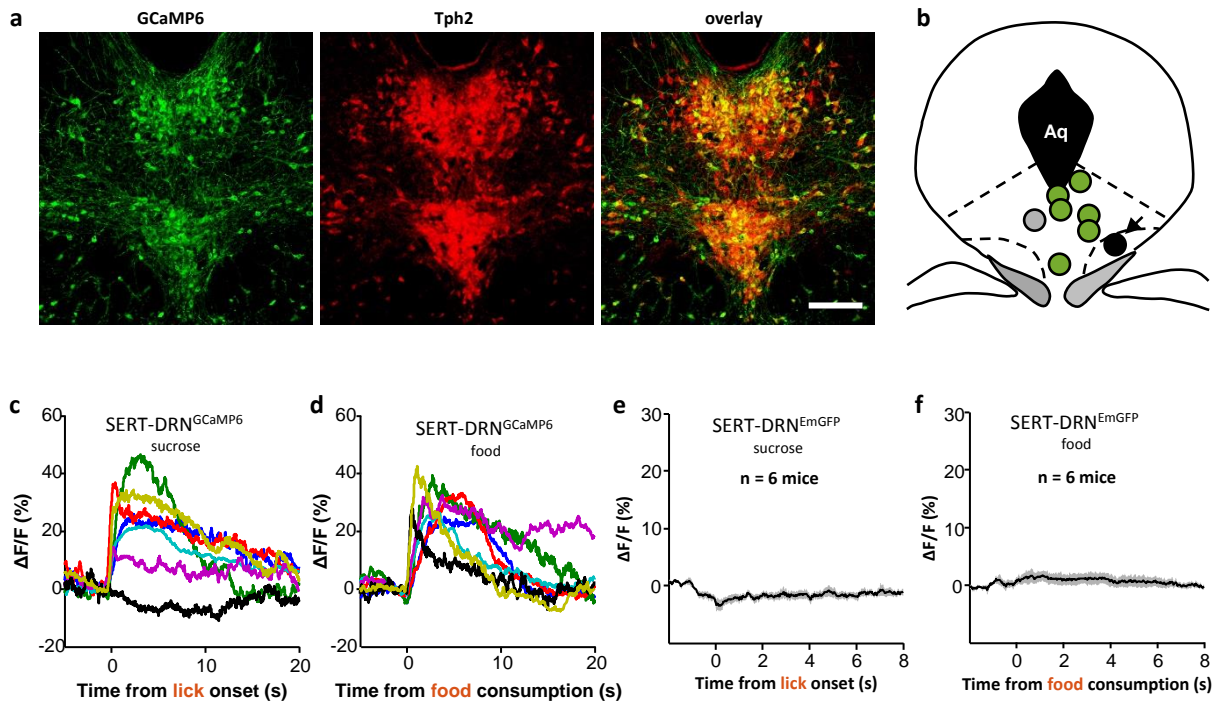 a
GCaMP6
Tph2
overlay
b
Aq
c
SERT-DRN^GCaMP6
sucrose
60
40
20
0
-20
ΔF/F (%)
0
10
20
Time from lick onset (s)
d
SERT-DRN^GCaMP6
food
60
40
20
0
-20
ΔF/F (%)
0
10
20
Time from food consumption (s)
e
SERT-DRN^EmGFP
sucrose
n = 6 mice
30
20
10
0
ΔF/F (%)
0
2
4
6
8
Time from lick onset (s)
f
SERT-DRN^EmGFP
food
n = 6 mice
30
20
10
0
ΔF/F (%)
0
2
4
6
8
Time from food consumption (s)